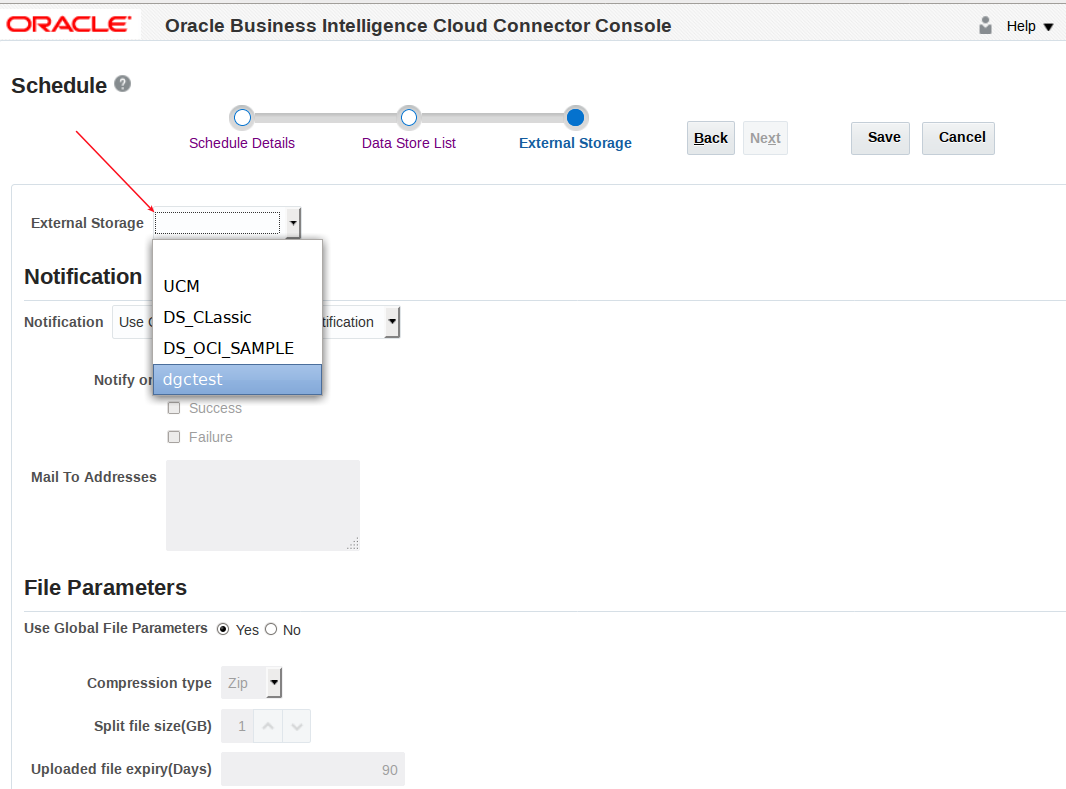 ORACLE Oracle Business Intelligence Cloud Connector Console Help
Schedule ?
Schedule Details Data Store List External Storage Back Next Save Cancel
External Storage
UCM
DS_CLassic
DS_OCI_SAMPLE
dgctest
Notification
Notification Use tification
Notify
Success
Failure
Mail To Addresses
File Parameters
Use Global File Parameters Yes No
Compression type Zip
Split file size(GB) 1
Uploaded file expiry(Days) 90